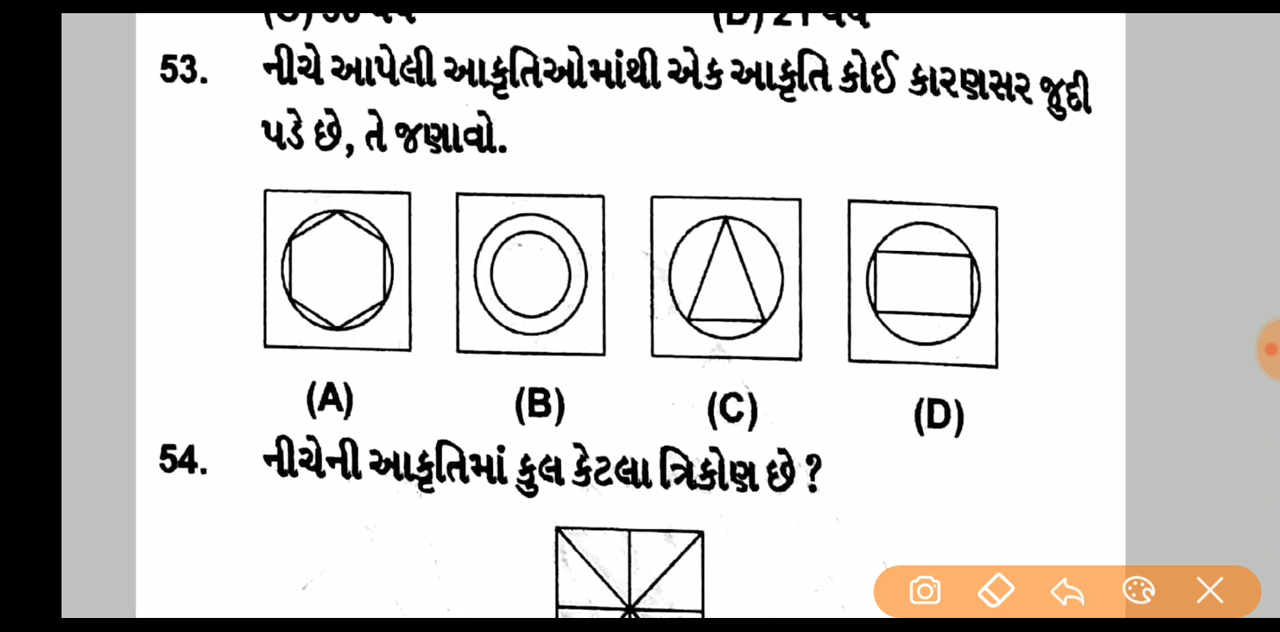 53. નીચે આપેલી આકૃતિઓમાંથી એક આકૃતિ કોઈ કારણસર જુદી
પડે છે, તે જણાવો.
(A) (B) (C) (D)
54. નીચેની આકૃતિમાં કુલ કેટલા ત્રિકોણ છે ?